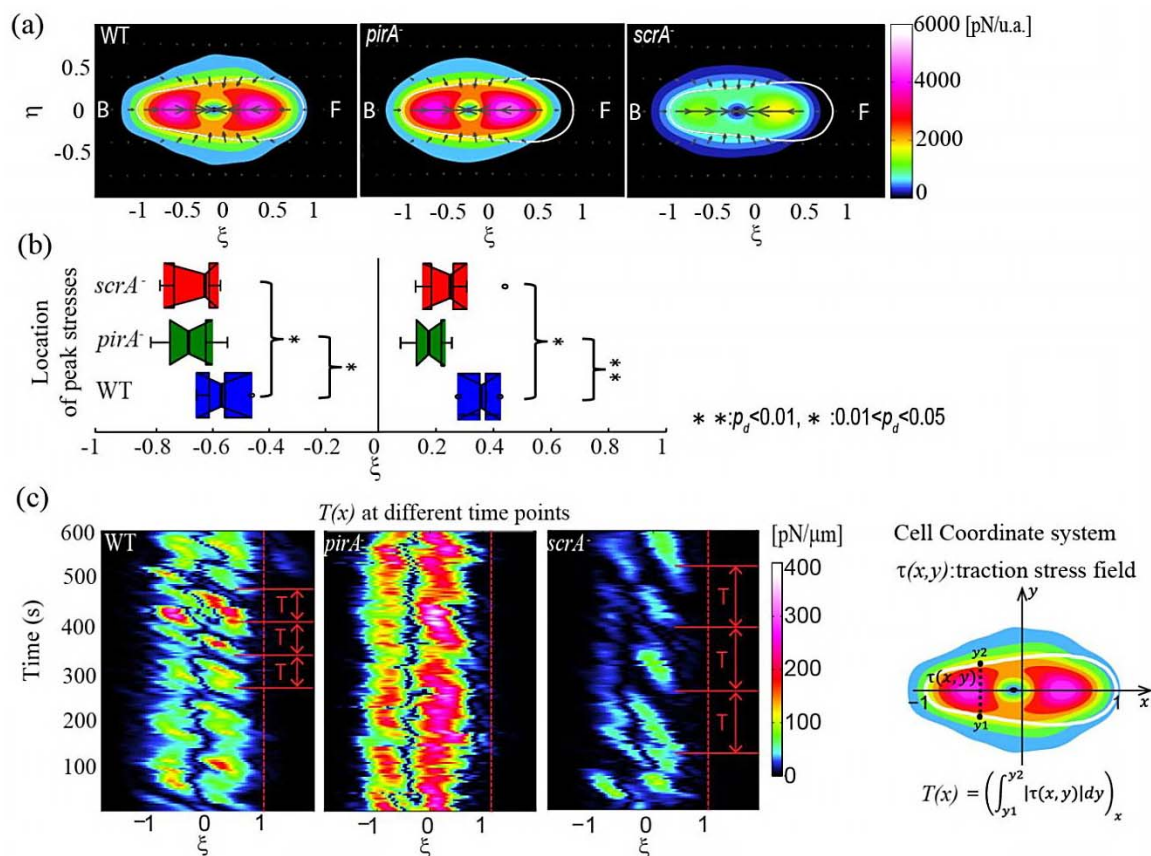 (a)
WT
pirA-
scrA-
6000 [pN/u.a.]
4000
2000
0
η
0.5
0
-0.5
B
F
B
F
B
F
-1 -0.5 0 0.5 1
-1 -0.5 0 0.5 1
-1 -0.5 0 0.5 1
ξ
ξ
ξ
(b)
Location
of peak stresses
scrA-
pirA-
WT
*
*
*
* *
-1 -0.8 -0.6 -0.4 -0.2 0 0.2 0.4 0.6 0.8 1
ξ
* *:pd<0.01, * :0.01<pd<0.05
(c)
T(x) at different time points
WT
pirA-
scrA-
Time (s)
600
500
400
300
200
100
T
T
T
T
T
T
-1 0 1
-1 0 1
-1 0 1
ξ
ξ
ξ
[pN/μm]
400
300
200
100
0
Cell Coordinate system
τ(x,y):traction stress field
y
y2
τ(x,y)
y1
-1
1
x
T(x) = (∫y1y2 |τ(x,y)|dy)x